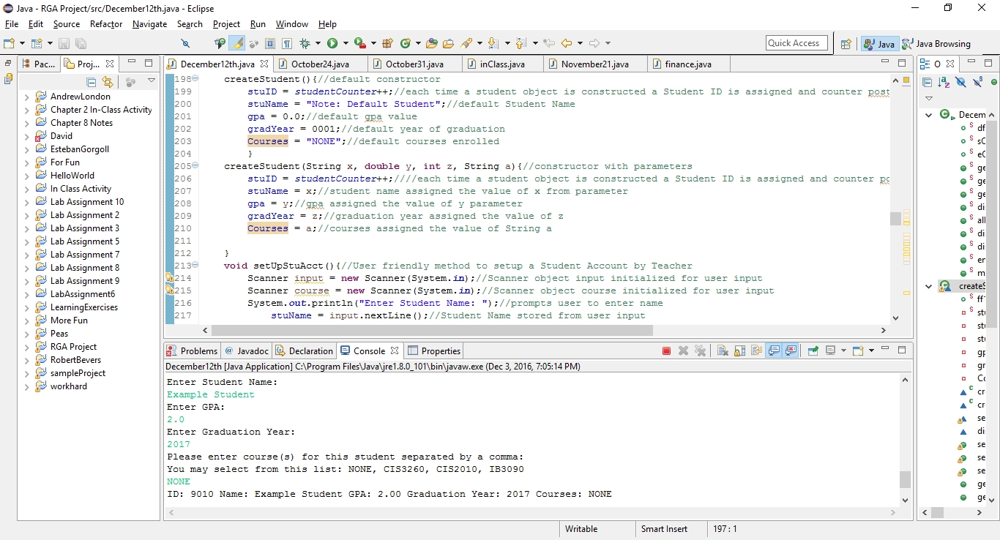 Java - RGA Project/src/December12th.java - Eclipse
File Edit Source Refactor Navigate Search Project Run Window Help
Quick Access Java Java Browsing
Pac... Proj...
AndrewLondon
Chapter 2 In-Class Activity
Chapter 8 Notes
David
EstebanGorgoll
For Fun
HelloWorld
In Class Activity
Lab Assignment 10
Lab Assignment 2
Lab Assignment 3
Lab Assignment 5
Lab Assignment 7
Lab Assignment 8
Lab Assignment 9
LabAssignment6
LearningExercises
More Fun
Peas
RGA Project
RobertBevers
sampleProject
workhard
December12th.java October24.java October31.java inClass.java November21.java finance.java
198 createStudent(){//default constructor
199 stuID = studentCounter++;//each time a student object is constructed a Student ID is assigned and counter post
200 stuName = "Note: Default Student";//default Student Name
201 gpa = 0.0;//default gpa value
202 gradYear = 0001;//default year of graduation
203 Courses = "NONE";//default courses enrolled
204 }
205 createStudent(String x, double y, int z, String a){//constructor with parameters
206 stuID = studentCounter++;////each time a student object is constructed a Student ID is assigned and counter po
207 stuName = x;//student name assigned the value of x from parameter
208 gpa = y;//gpa assigned the value of y parameter
209 gradYear = z;//graduation year assigned the value of z
210 Courses = a;//courses assigned the value of String a
211
212 }
213 void setUpStuAcct(){//User friendly method to setup a Student Account by Teacher
214 Scanner input = new Scanner(System.in);//Scanner object input initialized for user input
215 Scanner course = new Scanner(System.in);//Scanner object course initialized for user input
216 System.out.println("Enter Student Name: ");//prompts user to enter name
217 stuName = input.nextLine();//Student Name stored from user input
Problems @ Javadoc Declaration Console Properties
December12th [Java Application] C:\Program Files\Java\jre1.8.0_101\bin\javaw.exe (Dec 3, 2016, 7:05:14 PM)
Enter Student Name:
Example Student
Enter GPA:
2.0
Enter Graduation Year:
2017
Please enter course(s) for this student separated by a comma:
You may select from this list: NONE, CIS3260, CIS2010, IB3090
NONE
ID: 9010 Name: Example Student GPA: 2.00 Graduation Year: 2017 Courses: NONE
O
Decem
df
sC
eC
ge
ge
ge
di
all
di
di
en
m
createS
ff
stu
stu
stu
gp
gr
Co
cr
cr
se
di
se
se
se
ge
ge
Writable Smart Insert 197 : 1